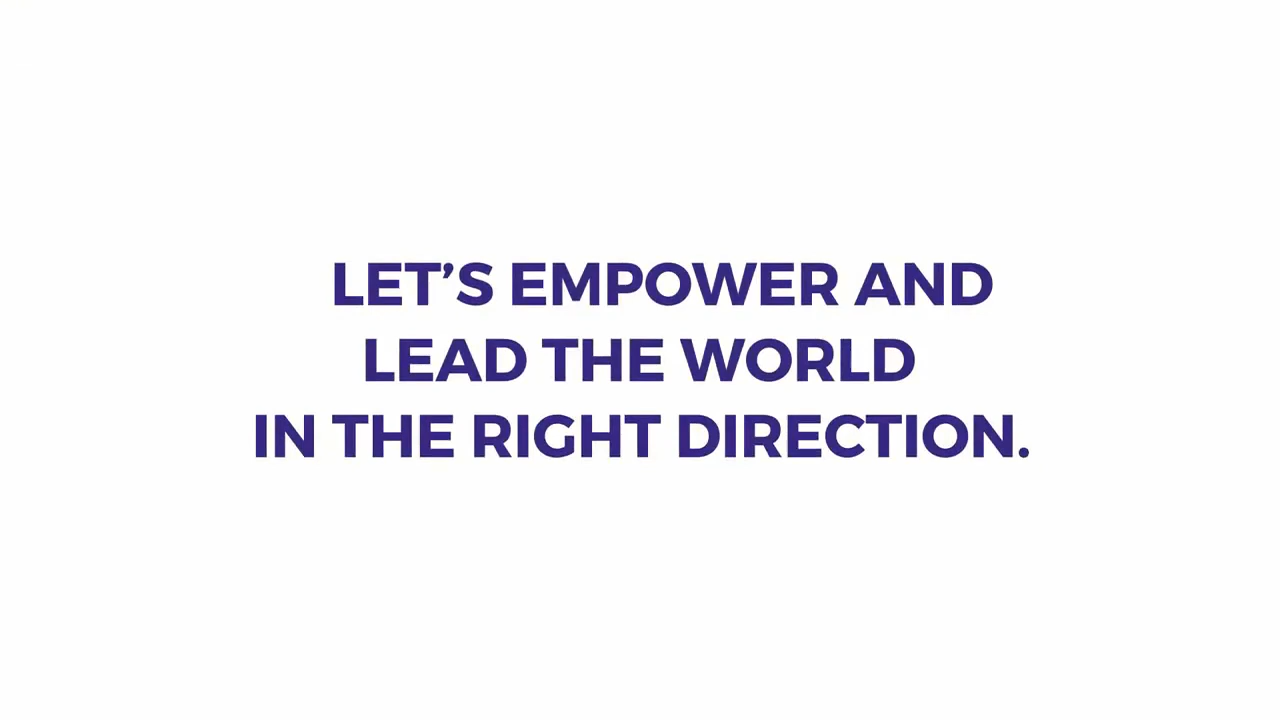 LET’S EMPOWER AND
LEAD THE WORLD
IN THE RIGHT DIRECTION.